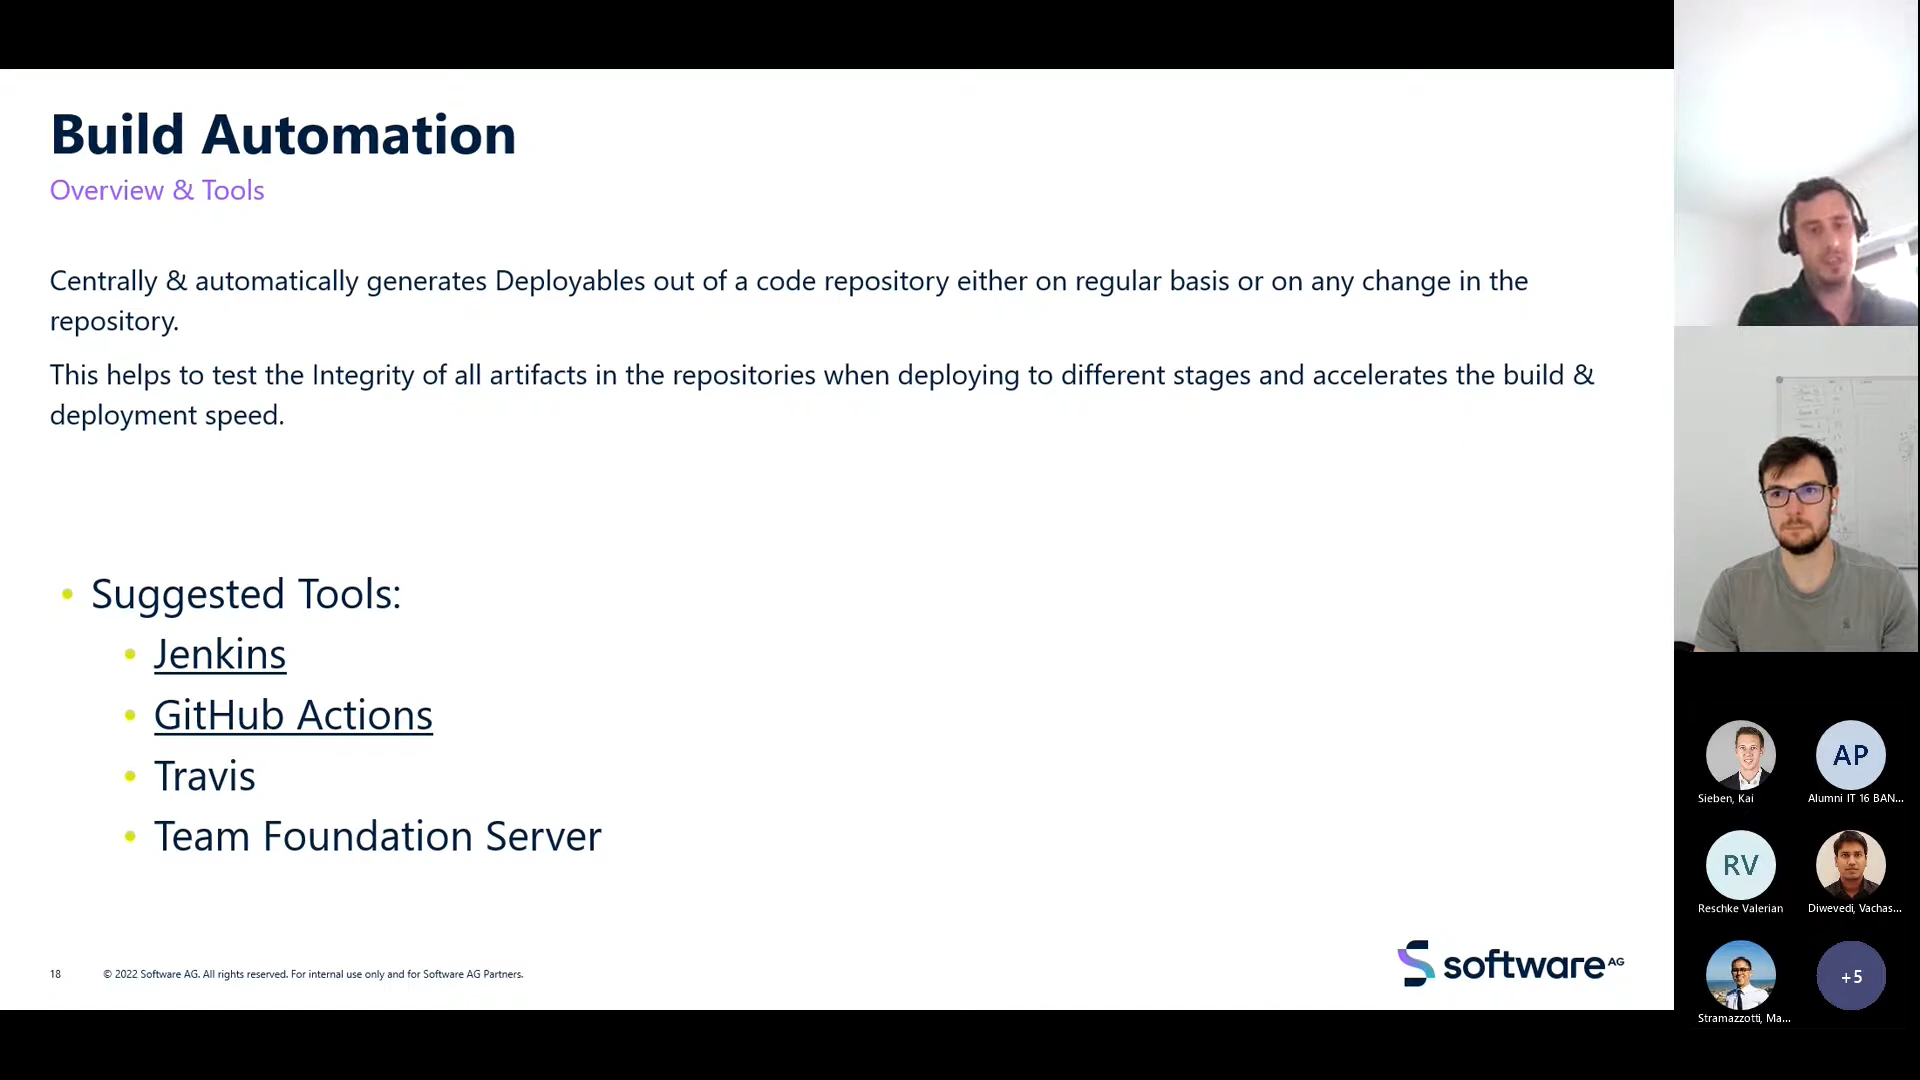 Build Automation
Overview & Tools
Centrally & automatically generates Deployables out of a code repository either on regular basis or on any change in the
repository.
This helps to test the Integrity of all artifacts in the repositories when deploying to different stages and accelerates the build &
deployment speed.
• Suggested Tools:
• Jenkins
• GitHub Actions
• Travis
• Team Foundation Server
18
© 2022 Software AG. All rights reserved. For internal use only and for Software AG Partners.
software AG
Sieben, Kai
AP
Alumni IT 16 BAN...
RV
Reschke Valerian
Diwevedi, Vachas...
Stramazzotti, Ma...
+5